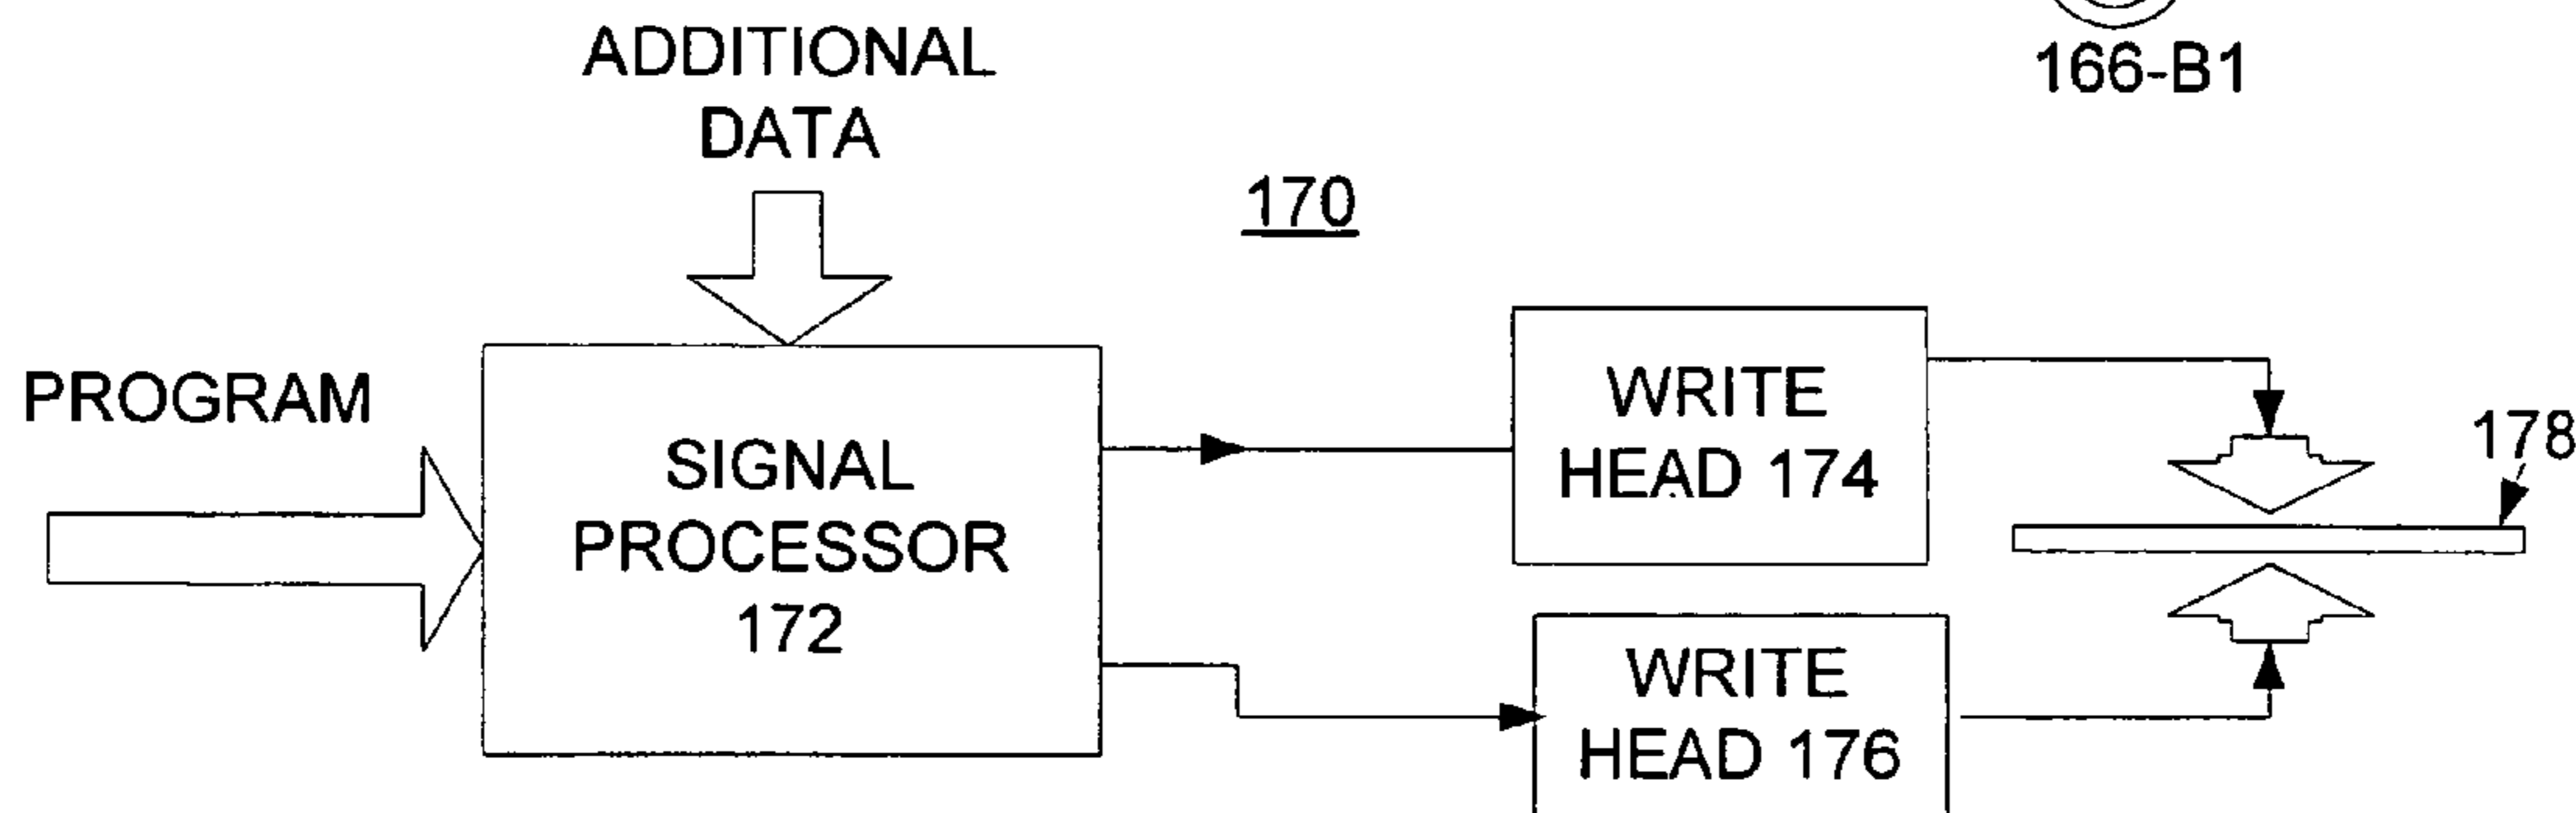 166-B1
ADDITIONAL
DATA
170
PROGRAM
SIGNAL
PROCESSOR
172
WRITE
HEAD 174
178
WRITE
HEAD 176